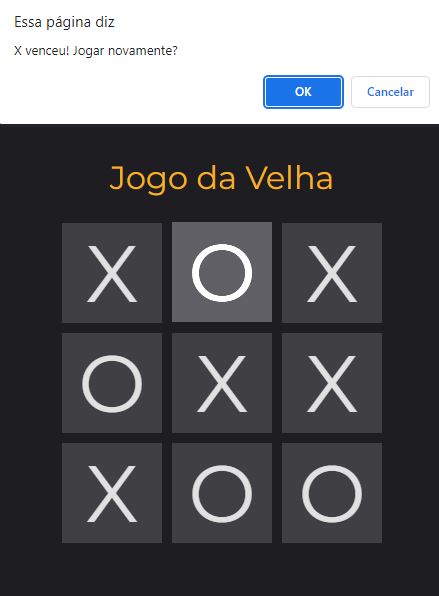 Essa página diz
X venceu! Jogar novamente?
OK Cancelar
Jogo da Velha
X O X
O X X
X O O